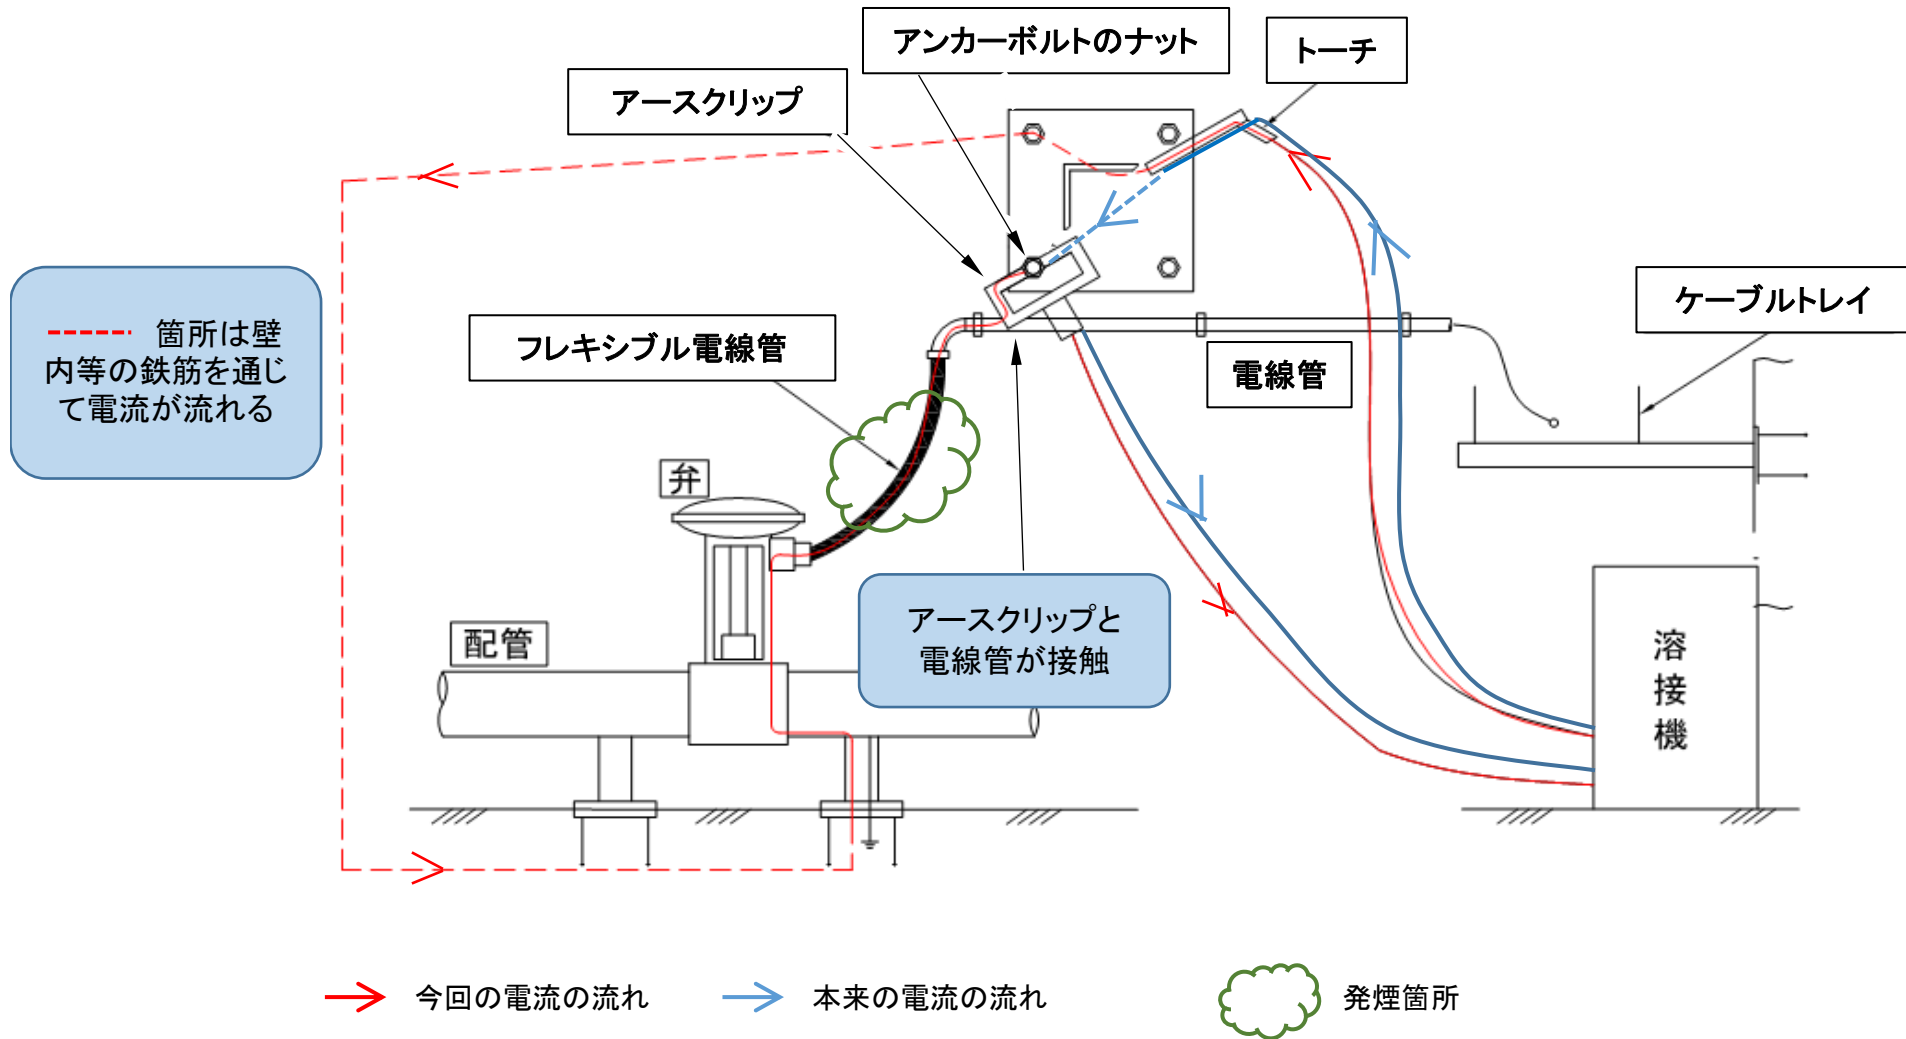 アンカーボルトのナット
トーチ
アースクリップ
ケーブルトレイ
箇所は壁
内等の鉄筋を通じ
て電流が流れる
フレキシブル電線管
電線管
弁
アースクリップと
電線管が接触
配管
溶接機
今回の電流の流れ
本来の電流の流れ
発煙箇所